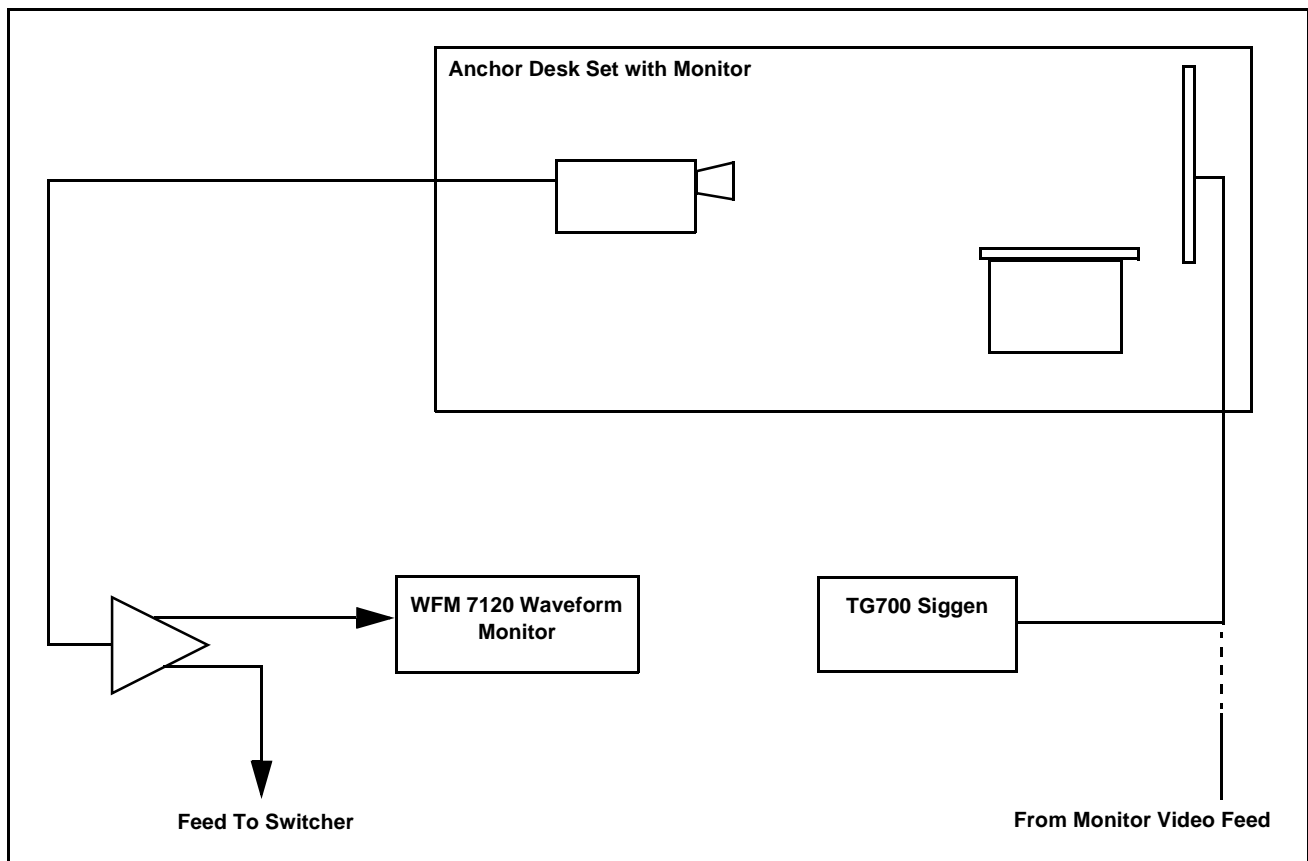 Anchor Desk Set with Monitor
WFM 7120 Waveform
Monitor
TG700 Siggen
Feed To Switcher
From Monitor Video Feed